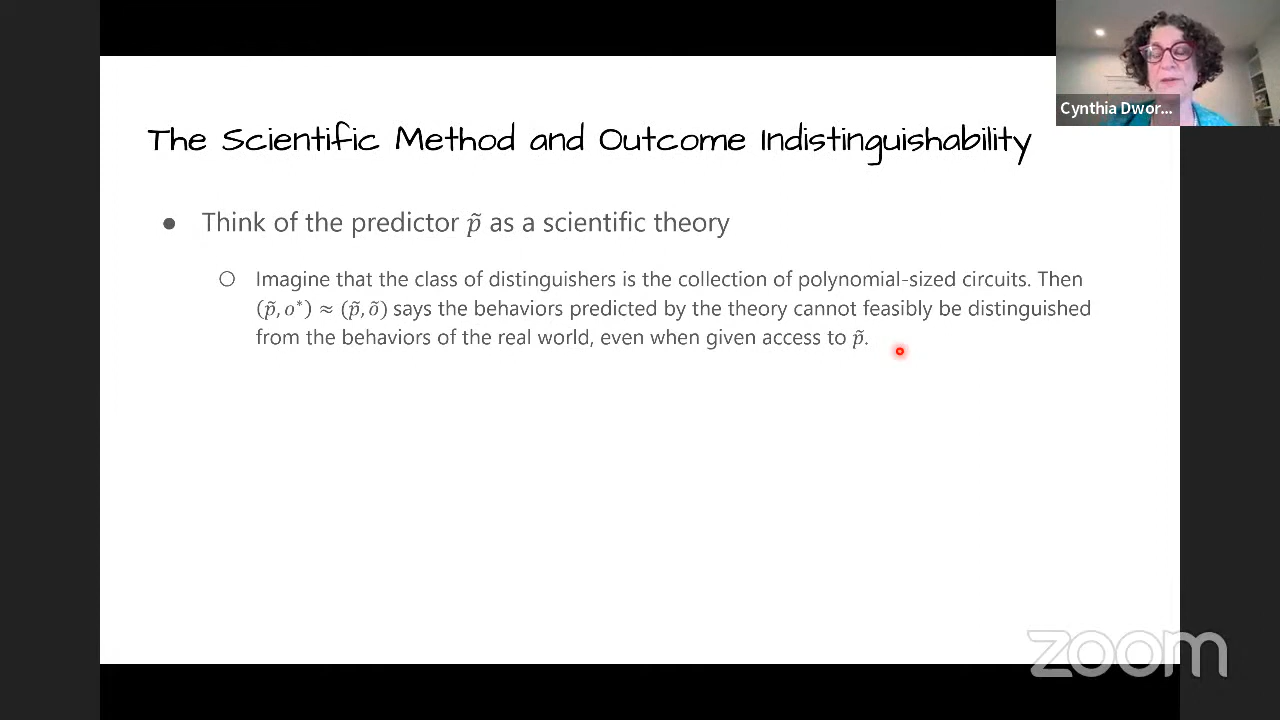 Cynthia Dwor...
The Scientific Method and Outcome Indistinguishability
● Think of the predictor p̃ as a scientific theory
○ Imagine that the class of distinguishers is the collection of polynomial-sized circuits. Then
(p̃, o*) ≈ (p̃, õ) says the behaviors predicted by the theory cannot feasibly be distinguished
from the behaviors of the real world, even when given access to p̃.
zoom